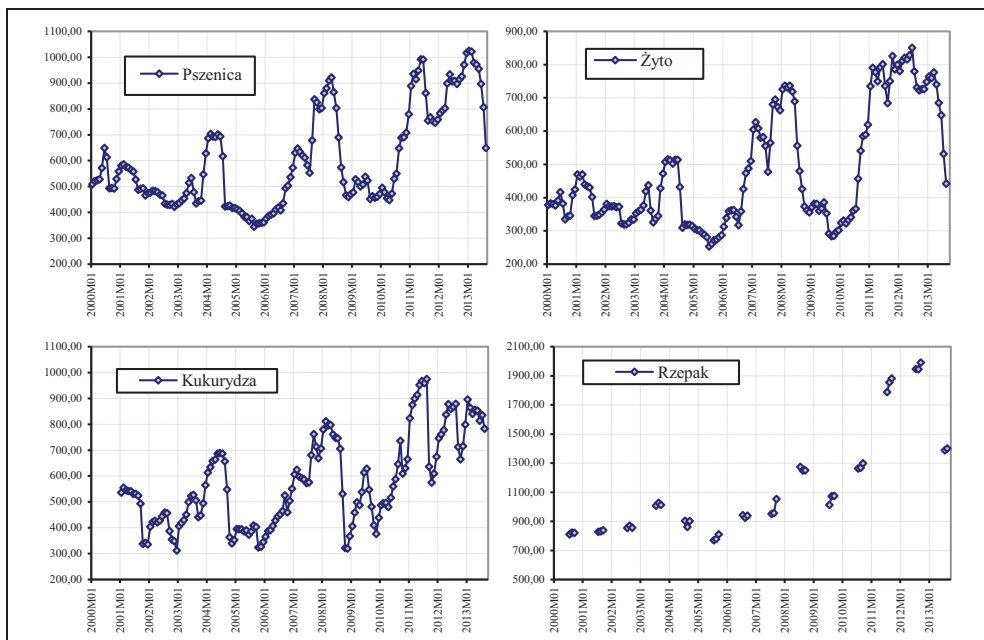 1100,00
1000,00
900,00
800,00
700,00
600,00
500,00
400,00
300,00
200,00
Pszenica
2000M01
2001M01
2002M01
2003M01
2004M01
2005M01
2006M01
2007M01
2008M01
2009M01
2010M01
2011M01
2012M01
2013M01
900,00
800,00
700,00
600,00
500,00
400,00
300,00
200,00
Żyto
2000M01
2001M01
2002M01
2003M01
2004M01
2005M01
2006M01
2007M01
2008M01
2009M01
2010M01
2011M01
2012M01
2013M01
1100,00
1000,00
900,00
800,00
700,00
600,00
500,00
400,00
300,00
200,00
Kukurydza
2000M01
2001M01
2002M01
2003M01
2004M01
2005M01
2006M01
2007M01
2008M01
2009M01
2010M01
2011M01
2012M01
2013M01
2100,00
1900,00
1700,00
1500,00
1300,00
1100,00
900,00
700,00
500,00
Rzepak
2000M01
2001M01
2002M01
2003M01
2004M01
2005M01
2006M01
2007M01
2008M01
2009M01
2010M01
2011M01
2012M01
2013M01